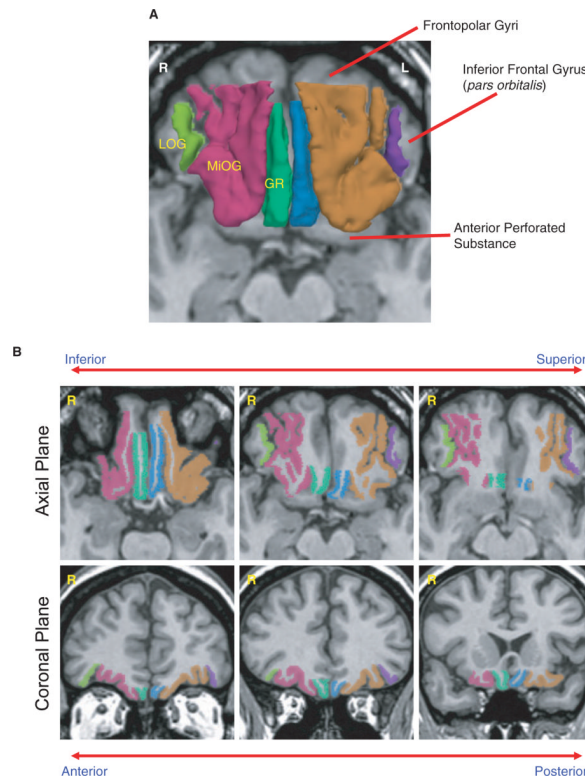 A
Frontopolar Gyri
R
L
Inferior Frontal Gyrus
(pars orbitalis)
LOG
MiOG
GR
Anterior Perforated
Substance
B
Inferior
Superior
Axial Plane
R
R
R
Coronal Plane
R
R
R
Anterior
Posterior